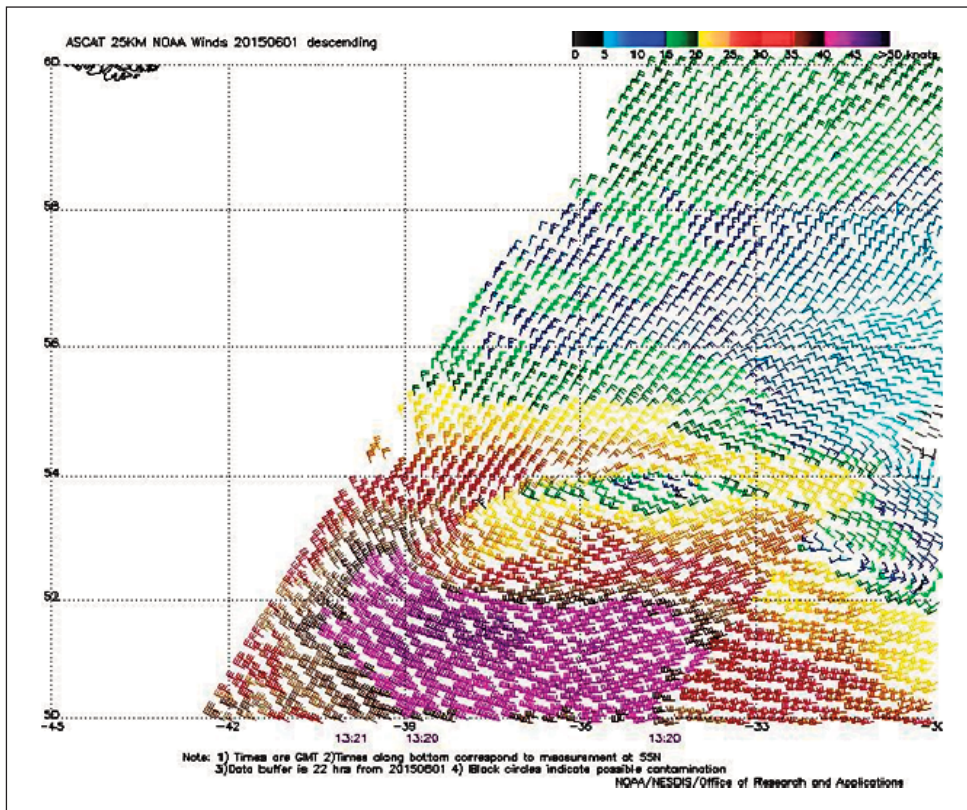 ASCAT 25KM NOAA Winds 20150601 descending
0 5 10 15 20 25 30 35 40 45 >50 knots
60
58
56
54
52
50
-45 -42 -39 -36 -33 -30
13:21 13:20 13:20
Note: 1) Times are GMT 2)Times along bottom correspond to measurement at 55N
3)Data buffer is 22 hrs from 20150601 4) Black circles indicate possible contamination
NOAA/NESDIS/Office of Research and Applications